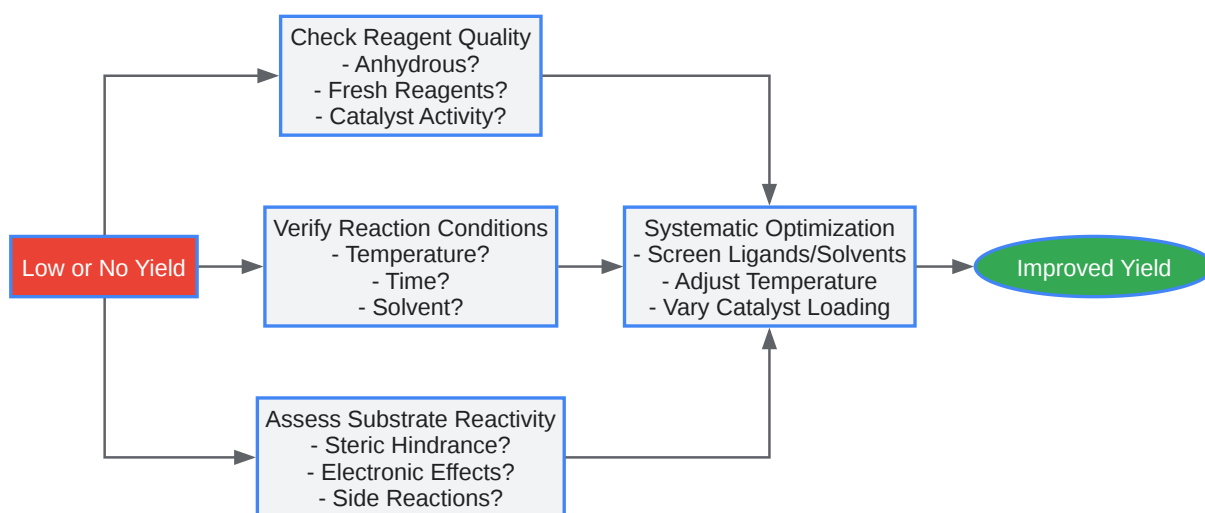 Low or No Yield
Check Reagent Quality
- Anhydrous?
- Fresh Reagents?
- Catalyst Activity?
Verify Reaction Conditions
- Temperature?
- Time?
- Solvent?
Assess Substrate Reactivity
- Steric Hindrance?
- Electronic Effects?
- Side Reactions?
Systematic Optimization
- Screen Ligands/Solvents
- Adjust Temperature
- Vary Catalyst Loading
Improved Yield